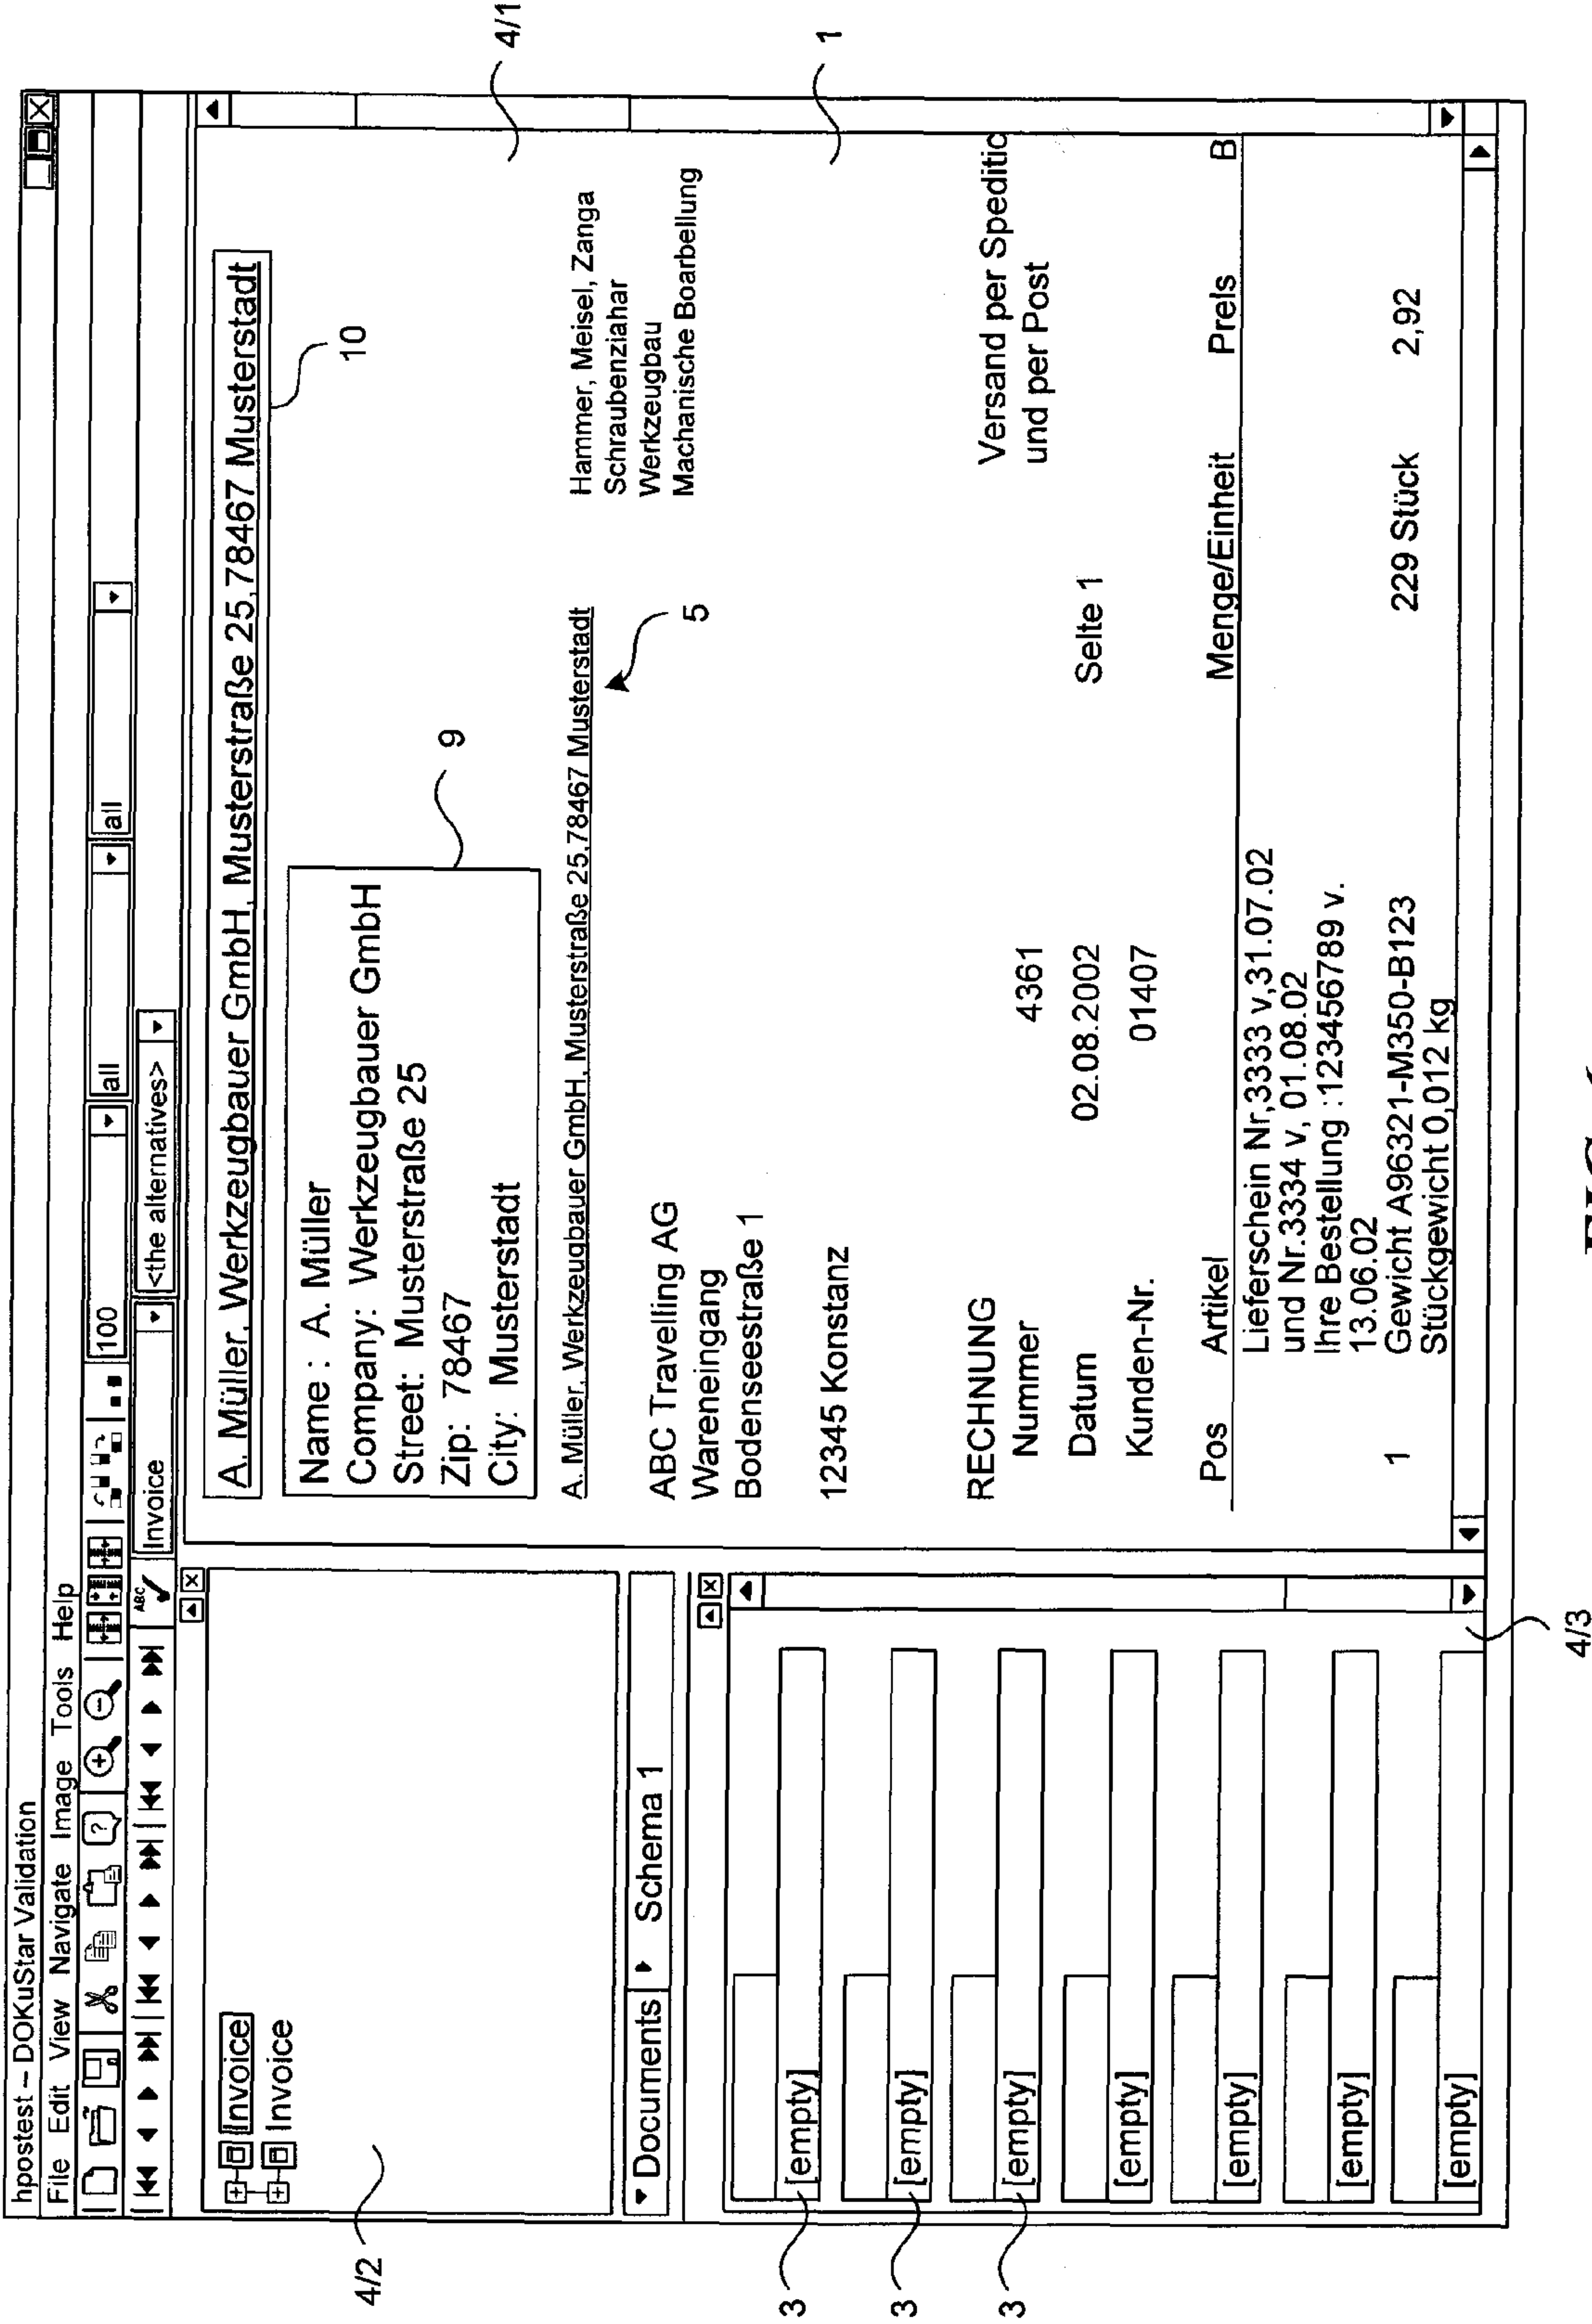 hpostest – DOKuStar Validation
File Edit View Navigate Image Tools Help
100
all
all
ABC
Invoice
<the alternatives>
Invoice
Invoice
4/2
Documents
Schema 1
[empty]
[empty]
[empty]
[empty]
[empty]
[empty]
[empty]
3
3
3
4/3
A. Müller, Werkzeugbauer GmbH, Musterstraße 25,78467 Musterstadt
10
4/1
Name : A. Müller
Company: Werkzeugbauer GmbH
Street: Musterstraße 25
Zip: 78467
City: Musterstadt
9
A. Müller, Werkzeugbauer GmbH, Musterstraße 25,78467 Musterstadt
5
Hammer, Meisel, Zanga
Schraubenziahar
Werkzeugbau
Machanische Boarbellung
1
ABC Travelling AG
Wareneingang
Bodenseestraße 1
12345 Konstanz
Versand per Speditic
und per Post
RECHNUNG
Nummer 4361
Datum 02.08.2002 Selte 1
Kunden-Nr. 01407
Pos Artikel Menge/Einheit Prels B
Lieferschein Nr,3333 v,31.07.02
und Nr.3334 v, 01.08.02
Ihre Bestellung :123456789 v.
13.06.02
1 Gewicht A96321-M350-B123 229 Stück 2,92
Stückgewicht 0,012 kg